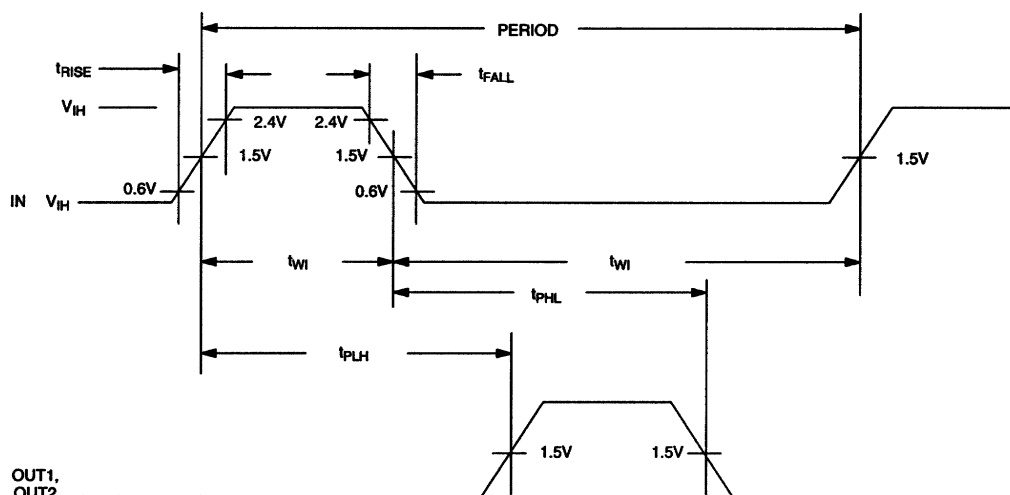 PERIOD
tRISE
tFALL
VIH
2.4V 2.4V
1.5V 1.5V 1.5V
0.6V 0.6V
IN VIH
tWI tWI
tPHL
tPLH
1.5V 1.5V
OUT1,
OUT2